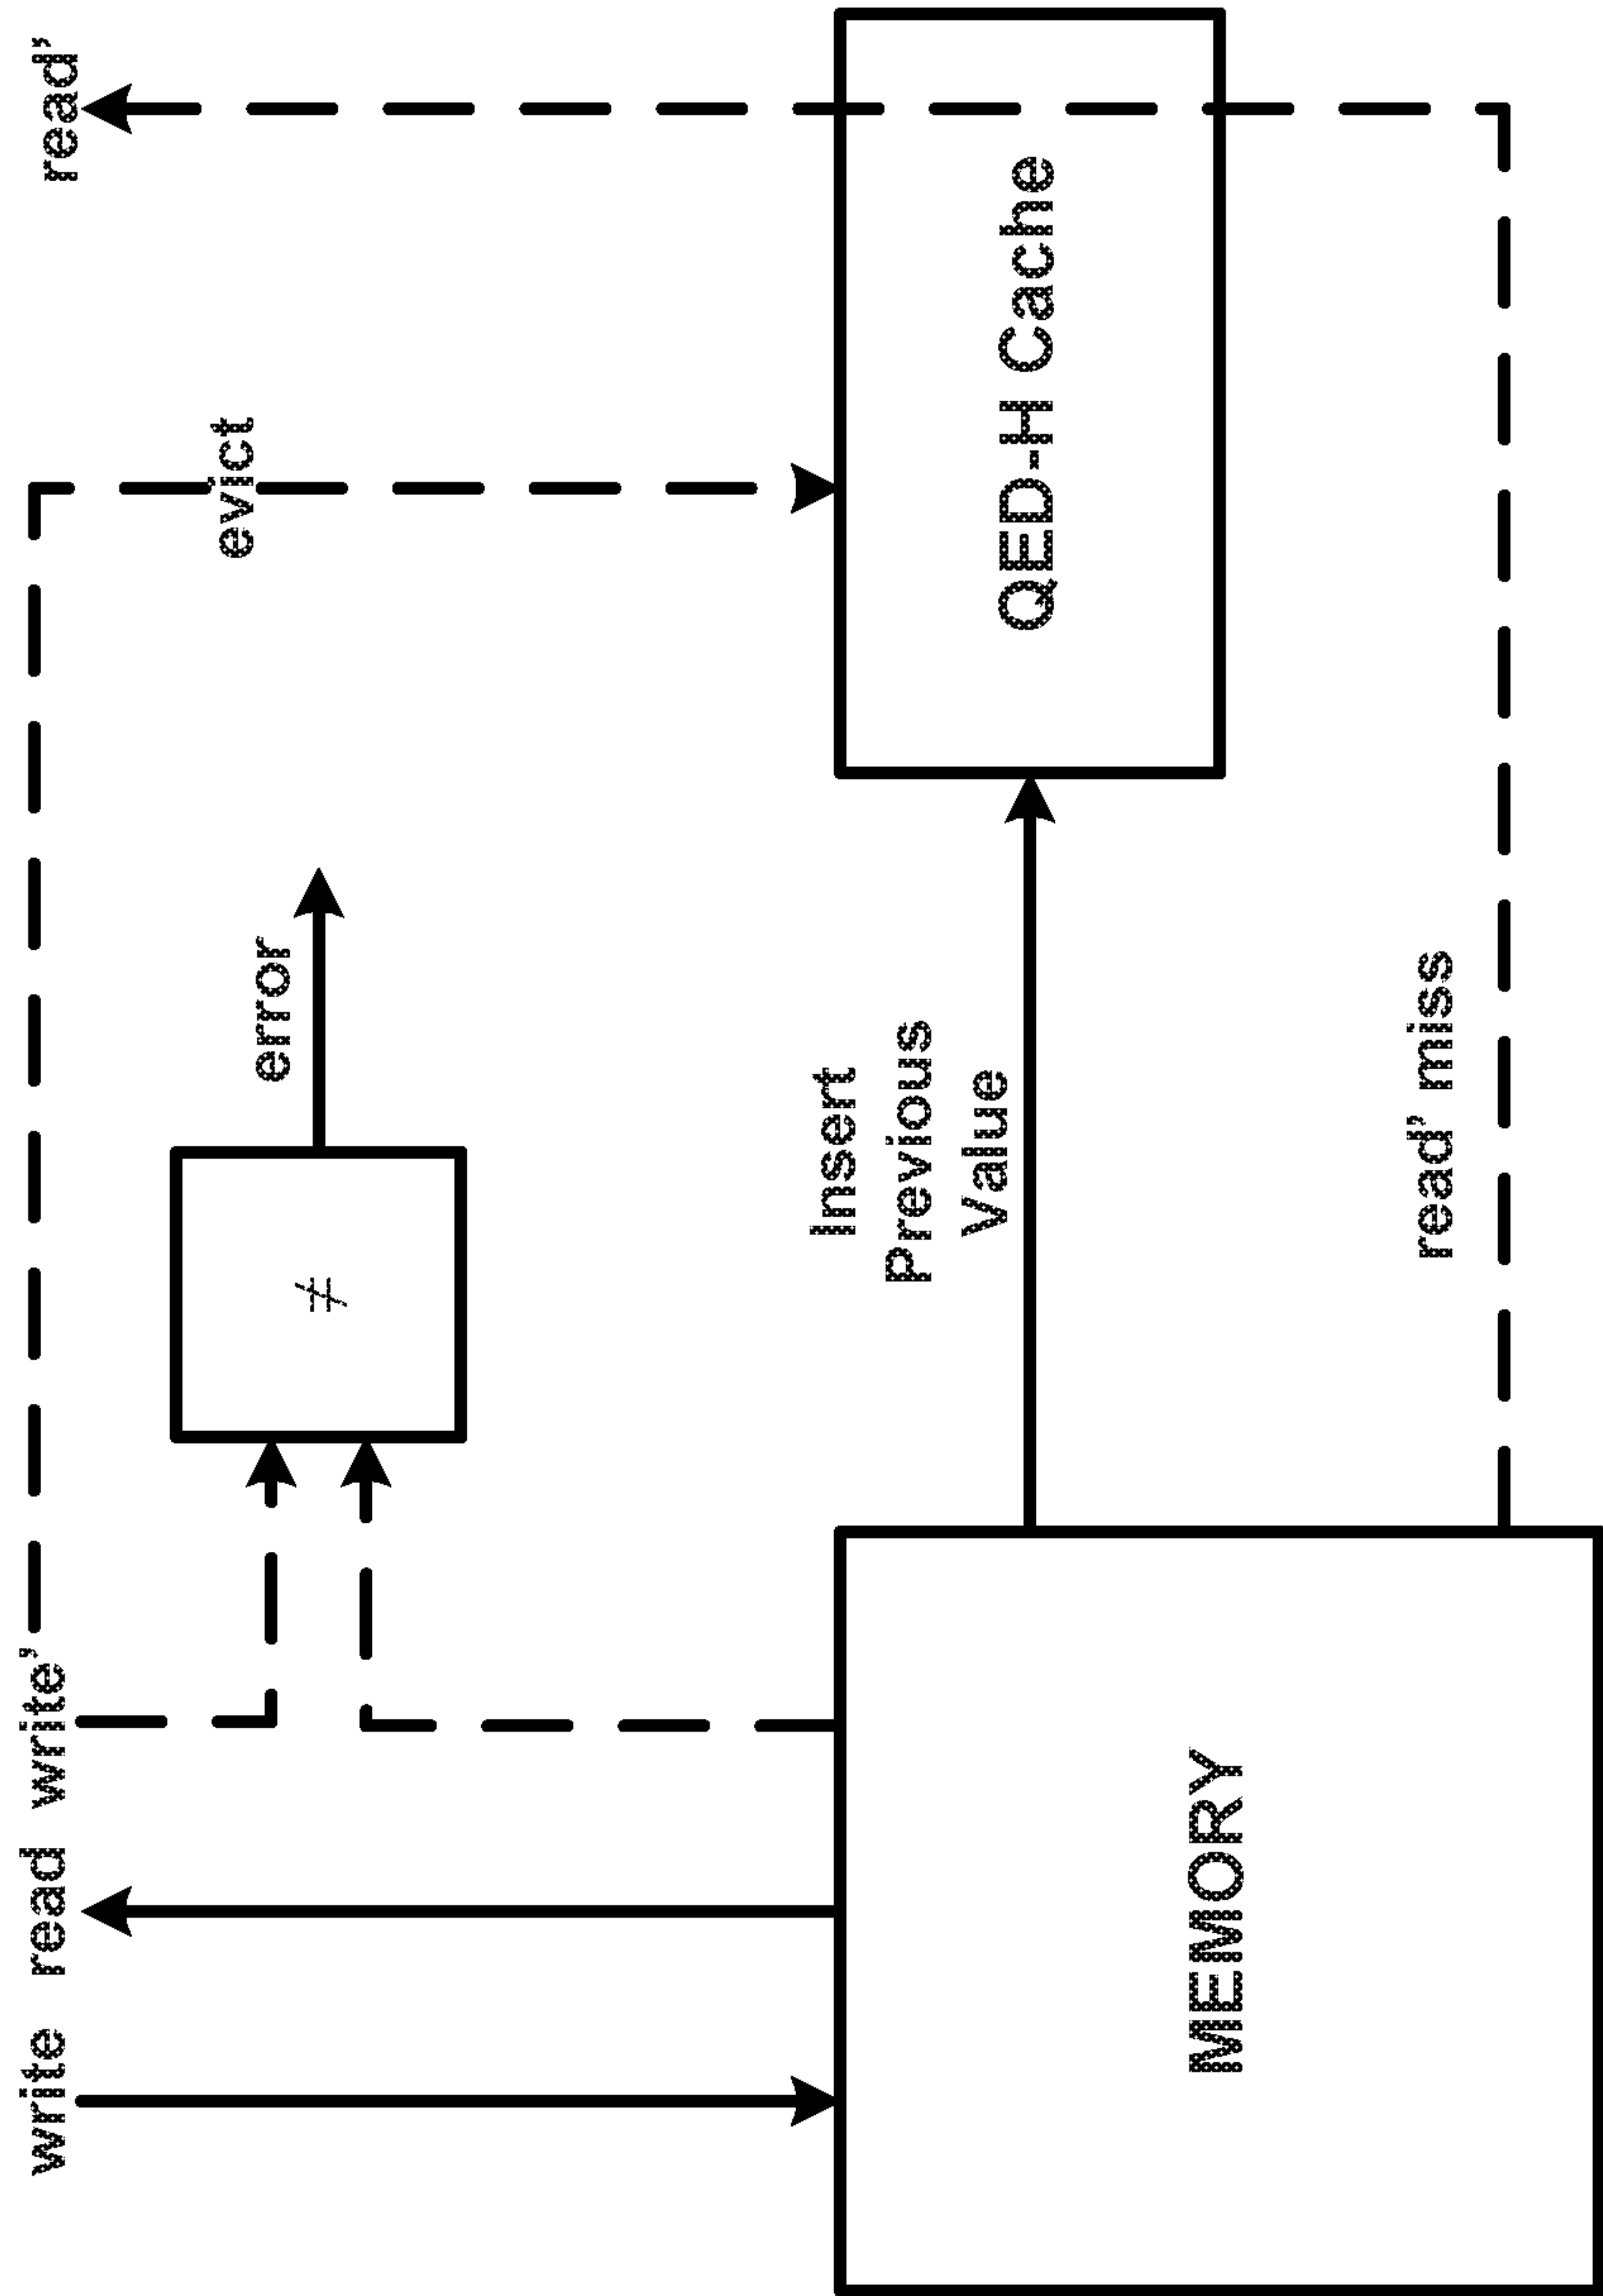 write read write' read'
evict
error
≠
Insert
Previous
Value
QED-H Cache
MEMORY
read' miss